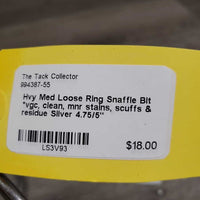 The Tack Collector
994387-55
Hvy Med Loose Ring Snaffle Bit
*vgc, clean, mnr stains, scuffs &
residue Silver 4.75/5"
LS3V93
$18.00